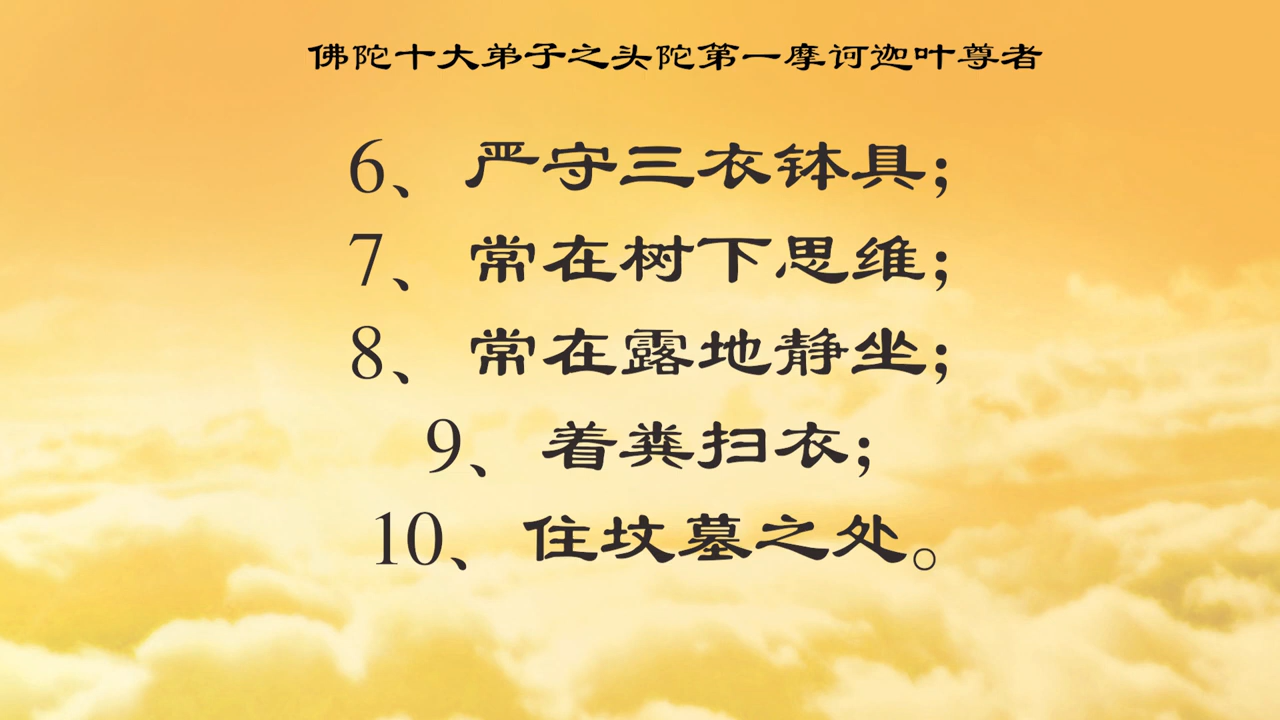 佛陀十大弟子之头陀第一摩诃迦叶尊者
6、严守三衣钵具；
7、常在树下思维；
8、常在露地静坐；
9、着粪扫衣；
10、住坟墓之处。